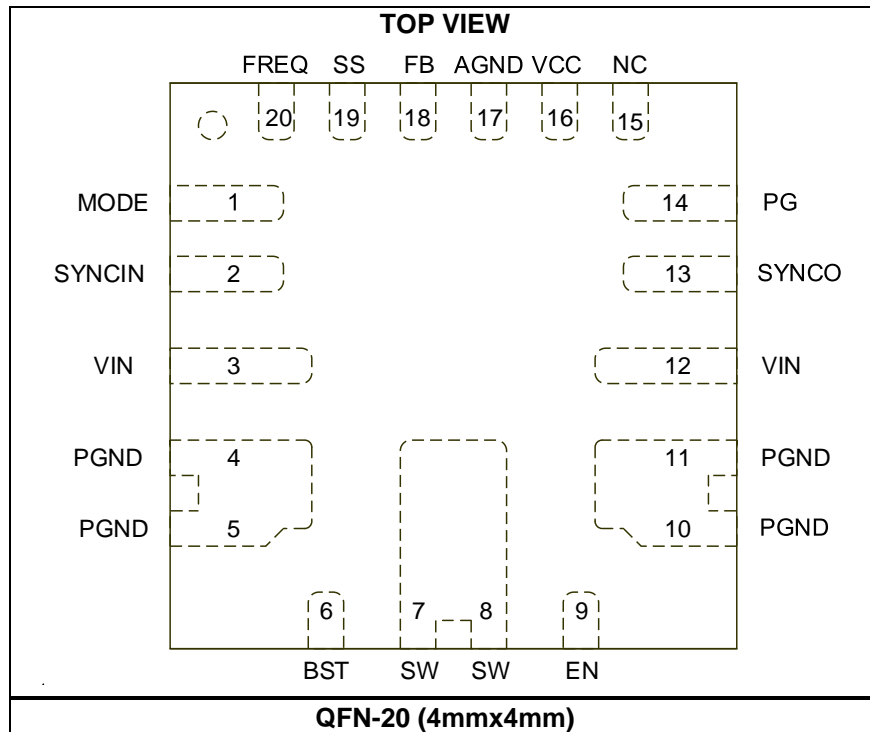 TOP VIEW
FREQ SS FB AGND VCC NC
20 19 18 17 16 15
MODE 1 14 PG
SYNCIN 2 13 SYNCO
VIN 3 12 VIN
PGND 4 11 PGND
PGND 5 10 PGND
6 7 8 9
BST SW SW EN
QFN-20 (4mmx4mm)